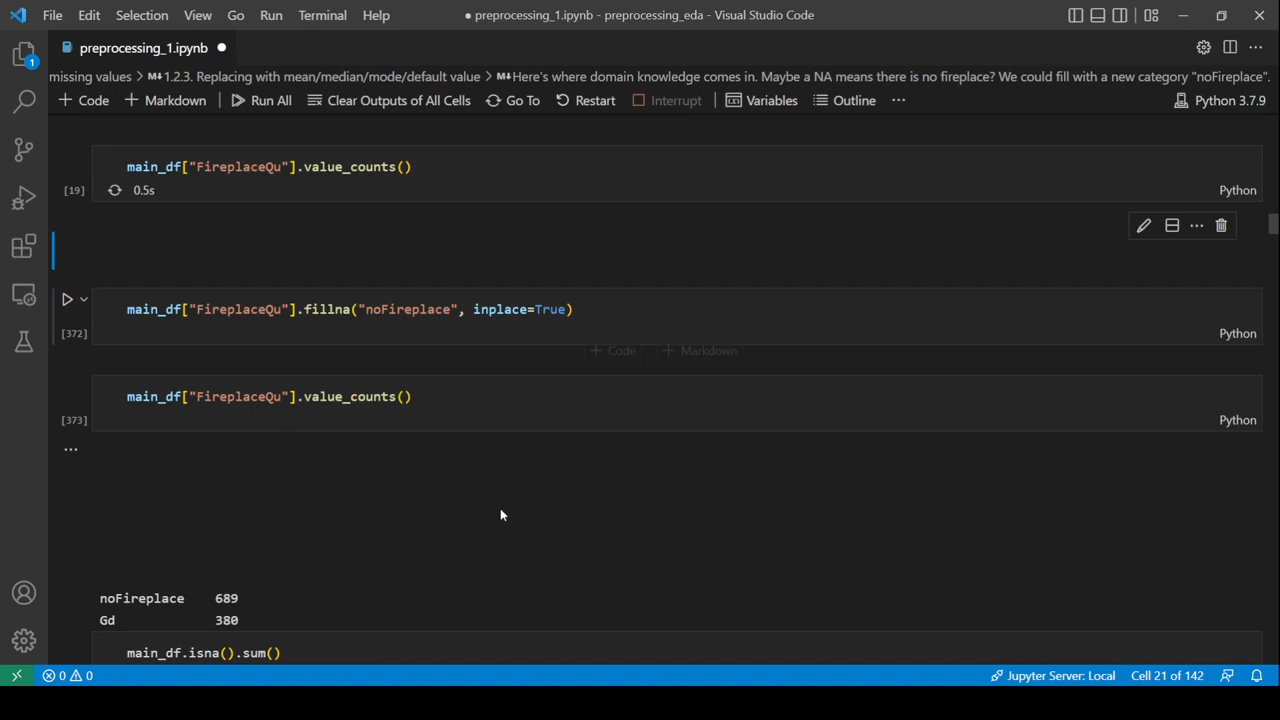 File Edit Selection View Go Run Terminal Help ● preprocessing_1.ipynb - preprocessing_eda - Visual Studio Code
preprocessing_1.ipynb ●
missing values > M↓1.2.3. Replacing with mean/median/mode/default value > M↓Here's where domain knowledge comes in. Maybe a NA means there is no fireplace? We could fill with a new category "noFireplace".
+ Code + Markdown Run All Clear Outputs of All Cells Go To Restart Interrupt Variables Outline ··· Python 3.7.9
1
main_df["FireplaceQu"].value_counts()
[19] 0.5s Python
main_df["FireplaceQu"].fillna("noFireplace", inplace=True)
[372] Python
+ Code + Markdown
main_df["FireplaceQu"].value_counts()
[373] Python
...
noFireplace 689
Gd 380
main_df.isna().sum()
0 0 Jupyter Server: Local Cell 21 of 142